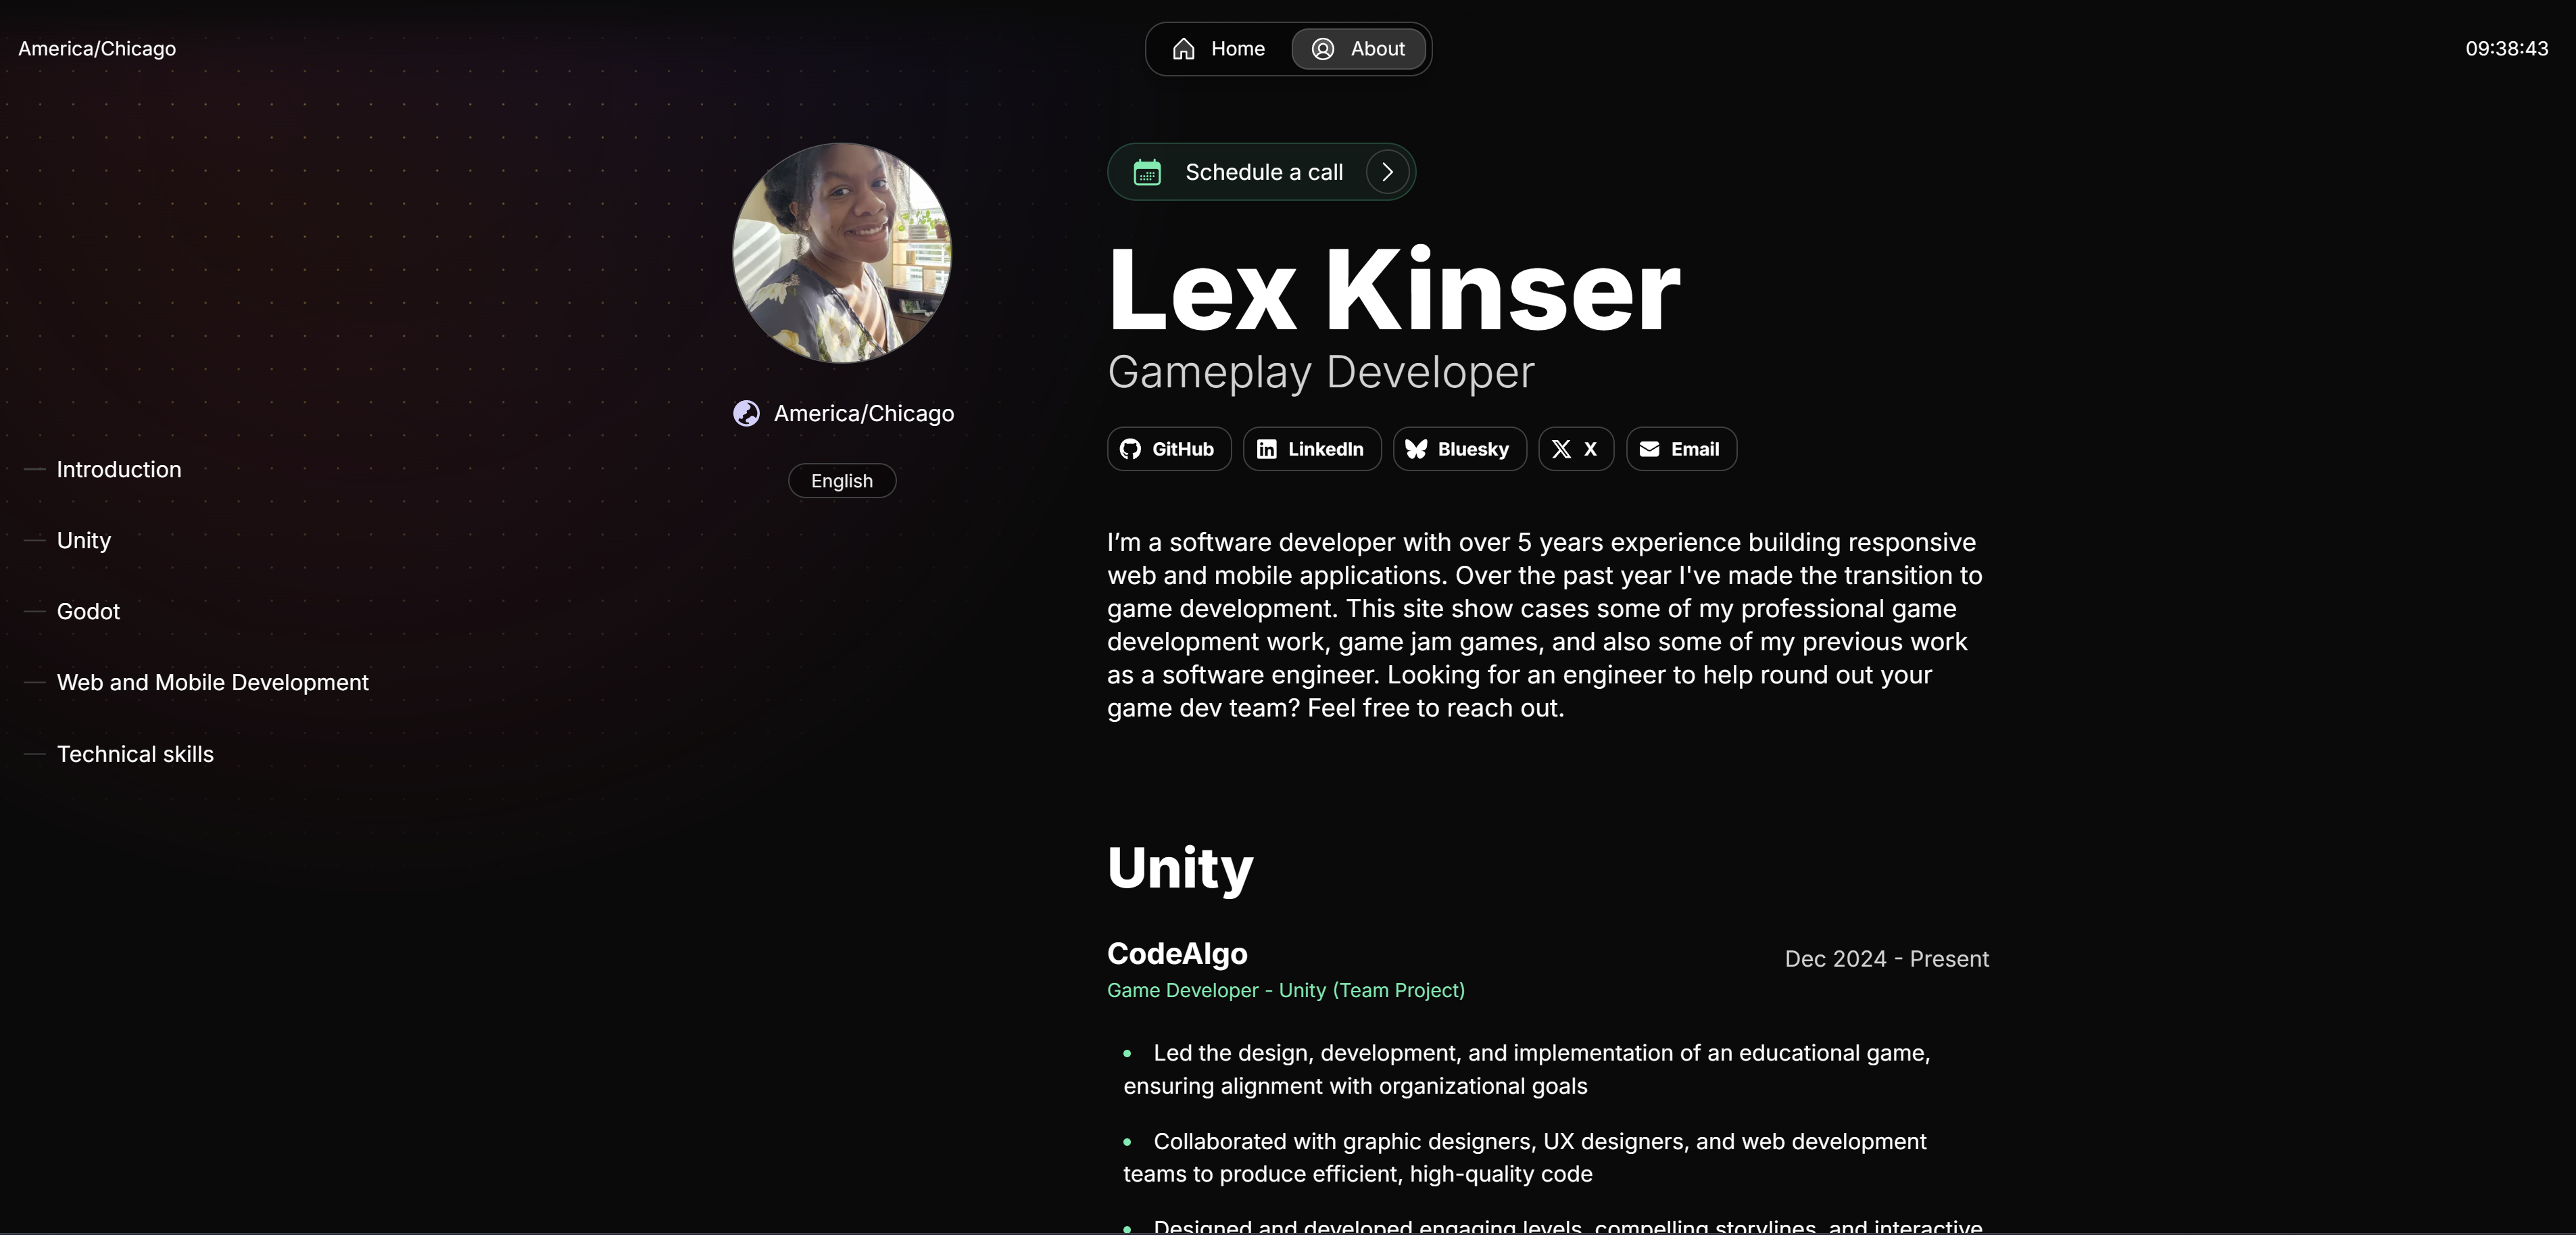 America/Chicago
Home
About
09:38:43
Schedule a call
Lex Kinser
Gameplay Developer
America/Chicago
English
GitHub
LinkedIn
Bluesky
X
Email
Introduction
Unity
Godot
Web and Mobile Development
Technical skills
I’m a software developer with over 5 years experience building responsive
web and mobile applications. Over the past year I've made the transition to
game development. This site show cases some of my professional game
development work, game jam games, and also some of my previous work
as a software engineer. Looking for an engineer to help round out your
game dev team? Feel free to reach out.
Unity
CodeAlgo
Dec 2024 - Present
Game Developer - Unity (Team Project)
Led the design, development, and implementation of an educational game,
ensuring alignment with organizational goals
Collaborated with graphic designers, UX designers, and web development
teams to produce efficient, high-quality code
Designed and developed engaging levels, compelling storylines, and interactive